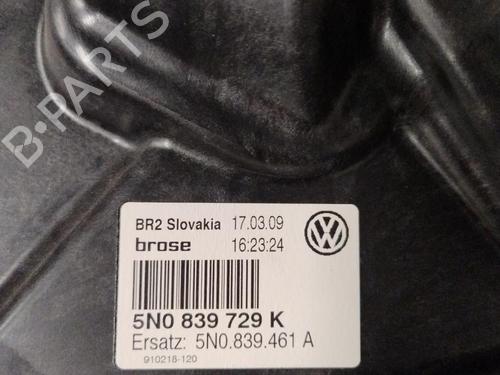 B-PARTS
BR2 Slovakia 17.03.09
brose 16:23:24
5N0 839 729 K
Ersatz: 5N0.839.461 A
910218-120